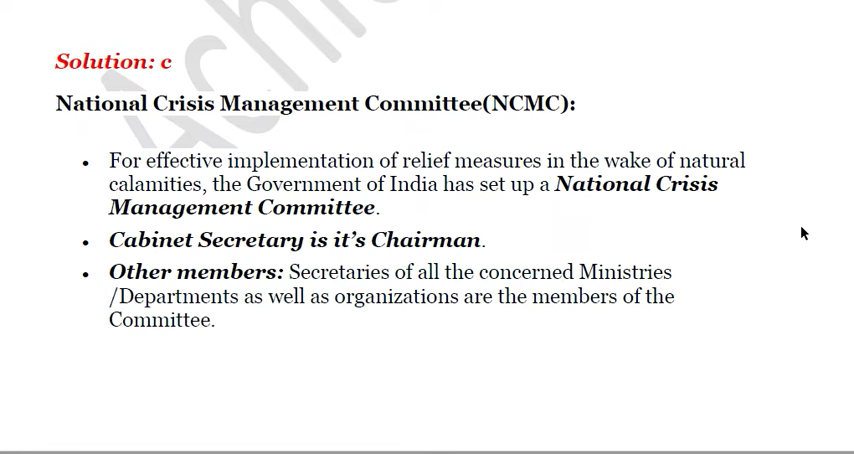 Solution: c
National Crisis Management Committee(NCMC):
• For effective implementation of relief measures in the wake of natural
calamities, the Government of India has set up a National Crisis
Management Committee.
• Cabinet Secretary is it's Chairman.
• Other members: Secretaries of all the concerned Ministries
/Departments as well as organizations are the members of the
Committee.